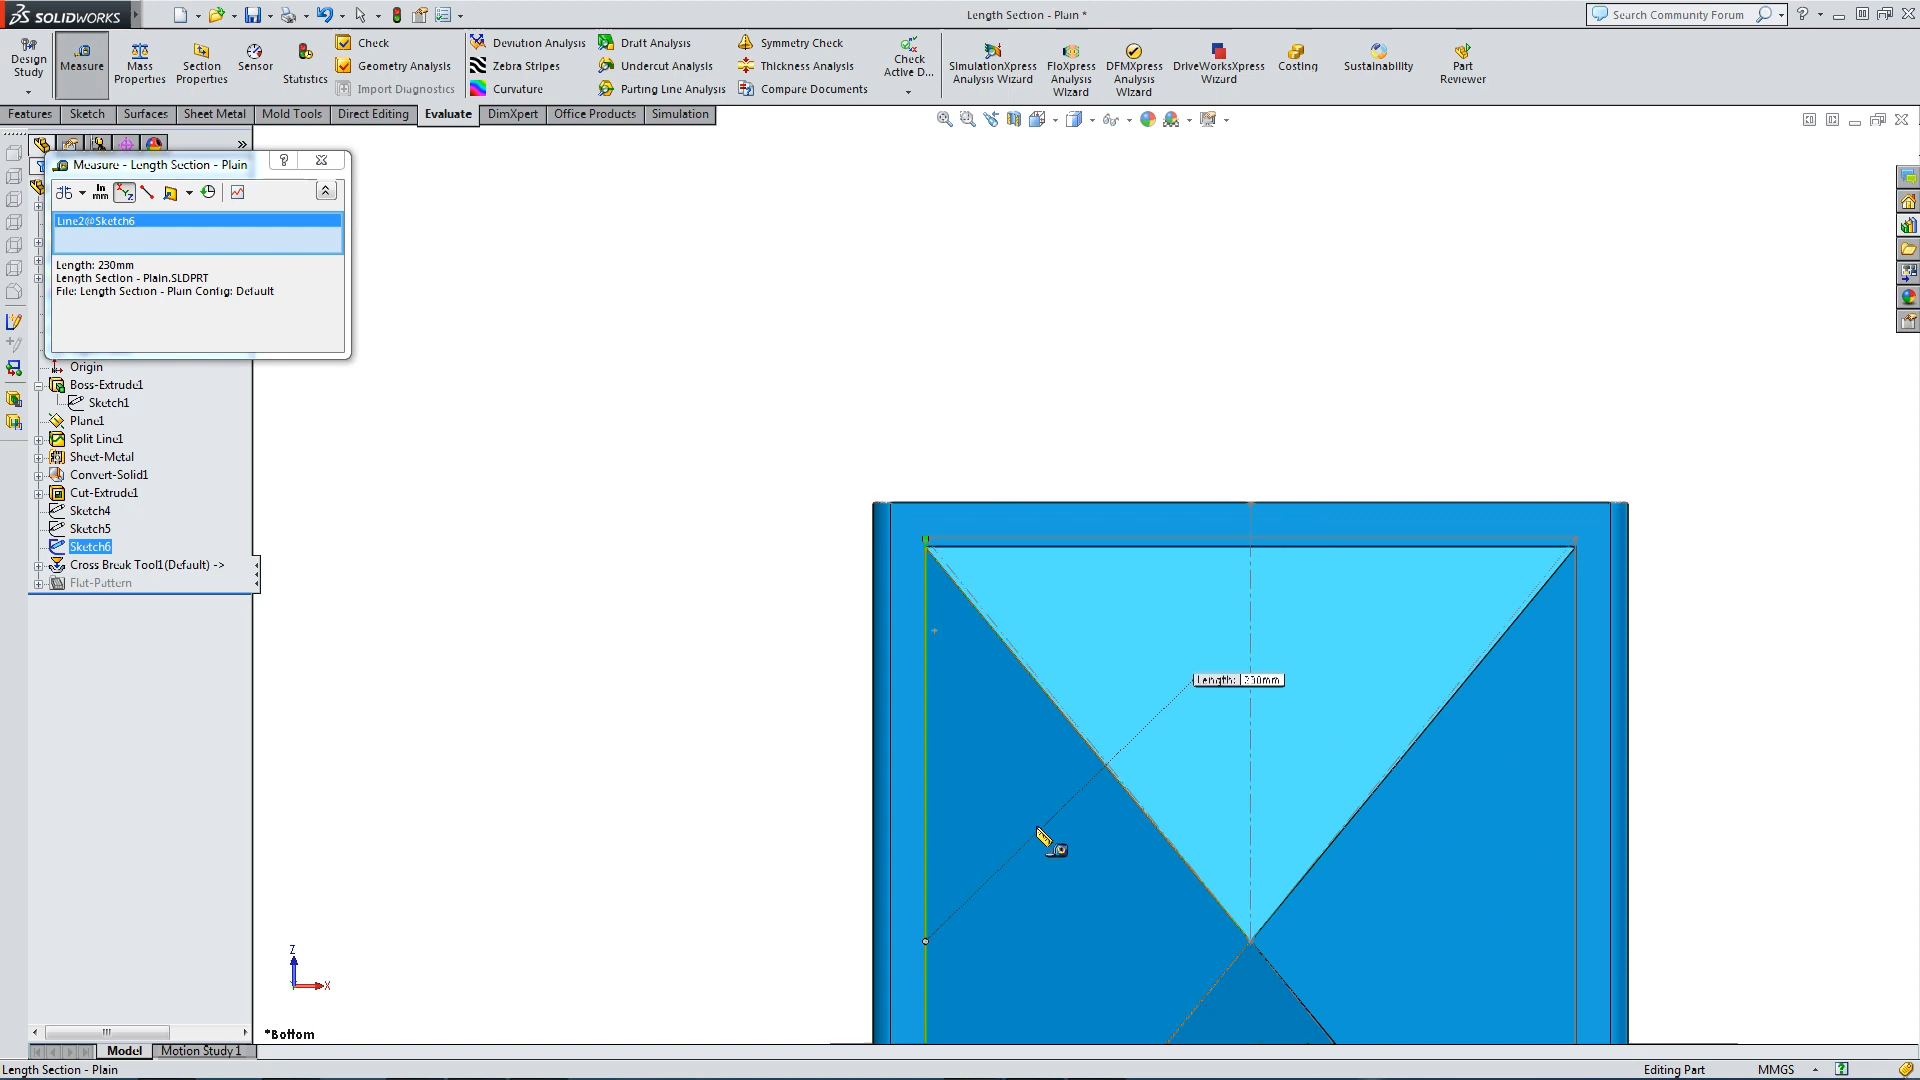 SOLIDWORKS
Length Section - Plain *
Search Community Forum
Design Study
Measure
Mass Properties
Section Properties
Sensor
Statistics
Check
Geometry Analysis
Import Diagnostics
Deviation Analysis
Zebra Stripes
Curvature
Draft Analysis
Undercut Analysis
Parting Line Analysis
Symmetry Check
Thickness Analysis
Compare Documents
Check Active D...
SimulationXpress Analysis Wizard
FloXpress Analysis Wizard
DFMXpress Analysis Wizard
DriveWorksXpress Wizard
Costing
Sustainability
Part Reviewer
Features
Sketch
Surfaces
Sheet Metal
Mold Tools
Direct Editing
Evaluate
DimXpert
Office Products
Simulation
Measure - Length Section - Plain
In mm
Line2@Sketch6
Length: 230mm
Length Section - Plain.SLDPRT
File: Length Section - Plain Config: Default
Origin
Boss-Extrude1
Sketch1
Plane1
Split Line1
Sheet-Metal
Convert-Solid1
Cut-Extrude1
Sketch4
Sketch5
Sketch6
Cross Break Tool1(Default) ->
Flat-Pattern
Length: 230mm
Z
X
*Bottom
Model
Motion Study 1
Length Section - Plain
Editing Part
MMGS